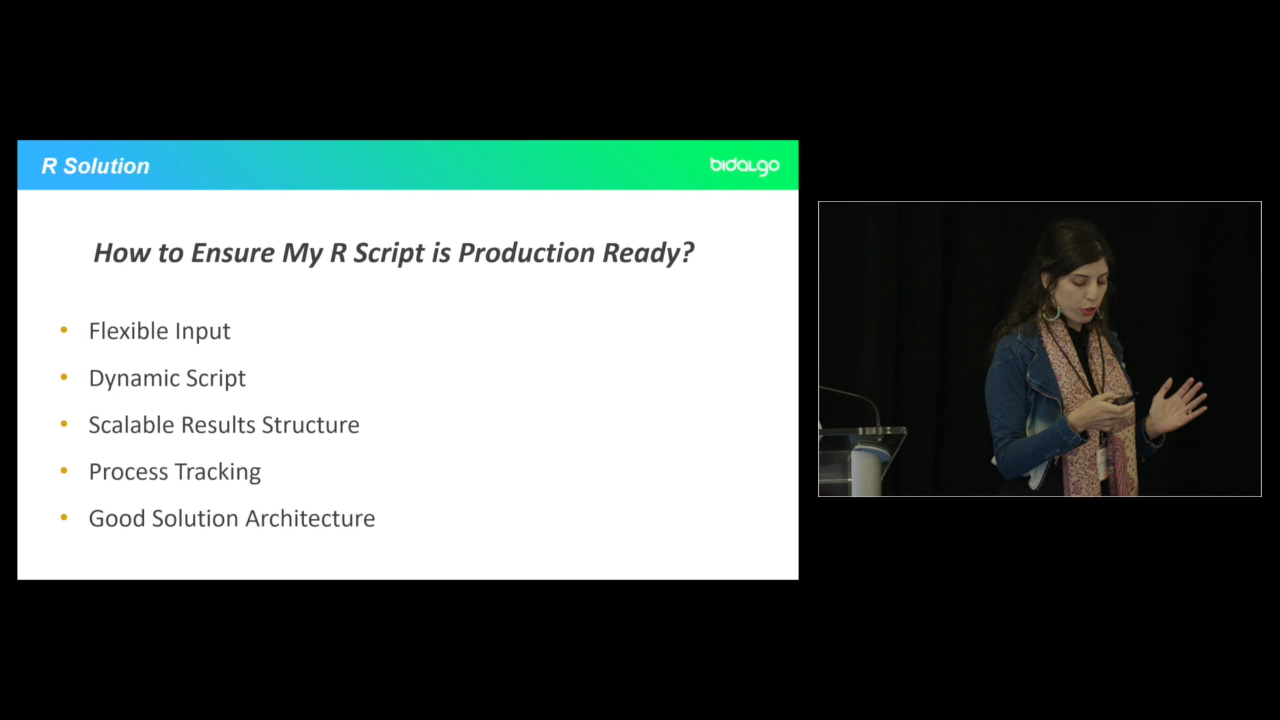 R Solution
bidalgo
How to Ensure My R Script is Production Ready?
• Flexible Input
• Dynamic Script
• Scalable Results Structure
• Process Tracking
• Good Solution Architecture